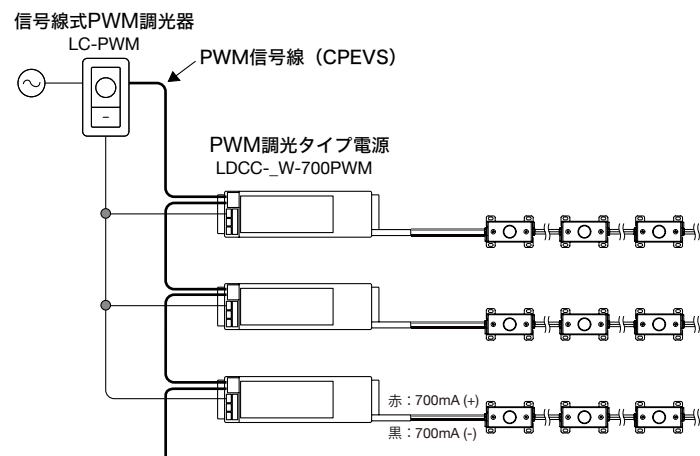 信号線式PWM調光器
LC-PWM
PWM信号線（CPEVS）
PWM調光タイプ電源
LDCC-_W-700PWM
赤：700mA (+)
黒：700mA (-)